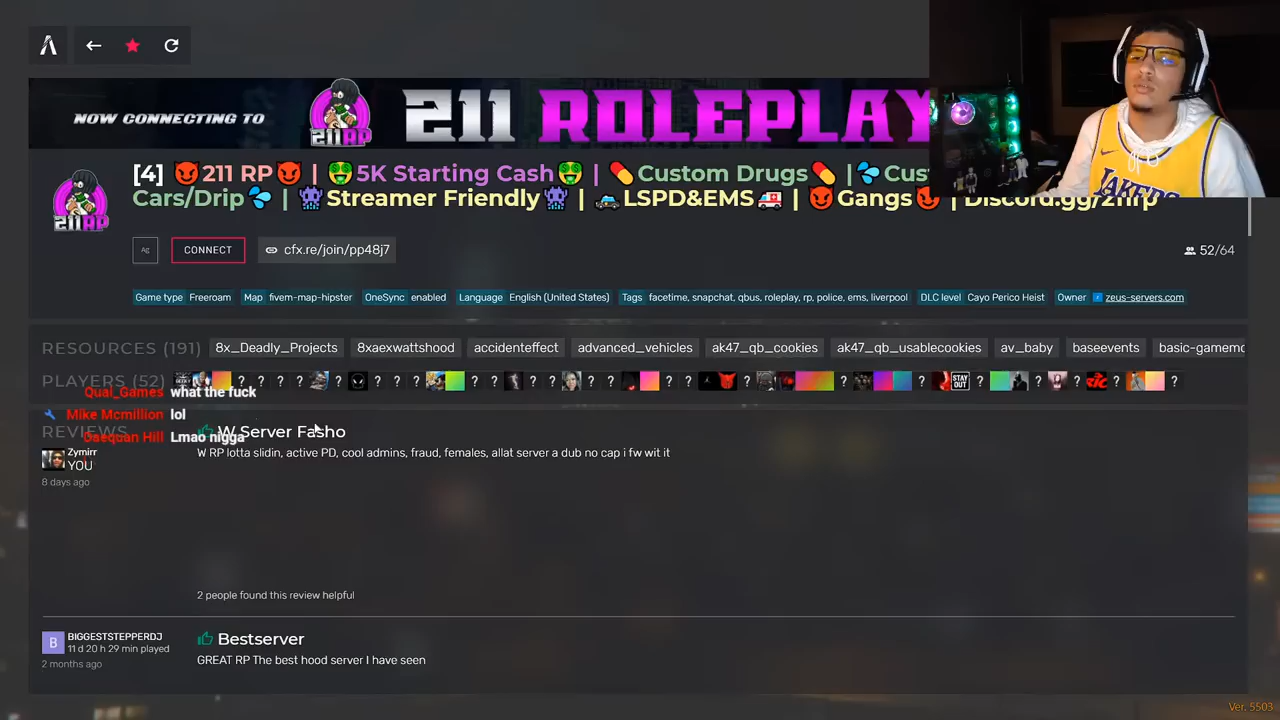 NOW CONNECTING TO
211RP
211 ROLEPLAY
211RP
[4] 😈211 RP😈 | 🤑5K Starting Cash🤑 | 💊Custom Drugs💊 | 💦Cus
Cars/Drip💦 | 👾Streamer Friendly👾 | 🚓LSPD&EMS🚑 | 😈Gangs😈 | Discord.gg/211rp
Ag
CONNECT
cfx.re/join/pp48j7
52/64
Game type Freeroam Map fivem-map-hipster OneSync enabled Language English (United States) Tags facetime, snapchat, qbus, roleplay, rp, police, ems, liverpool DLC level Cayo Perico Heist Owner zeus-servers.com
RESOURCES (191) 8x_Deadly_Projects 8xaexwattshood accidenteffect advanced_vehicles ak47_qb_cookies ak47_qb_usablecookies av_baby baseevents basic-gamemo
PLAYERS (52)
STAY OUT
Quai_Games what the fuck
Mike Mcmillion lol
REVIEWS
W Server Fasho
Daequan Hill Lmao nigga
Zymirr
YOU
W RP lotta slidin, active PD, cool admins, fraud, females, allat server a dub no cap i fw wit it
8 days ago
2 people found this review helpful
B
BIGGESTSTEPPERDJ
11 d 20 h 29 min played
2 months ago
Bestserver
GREAT RP The best hood server I have seen
LAKERS
Ver. 5503